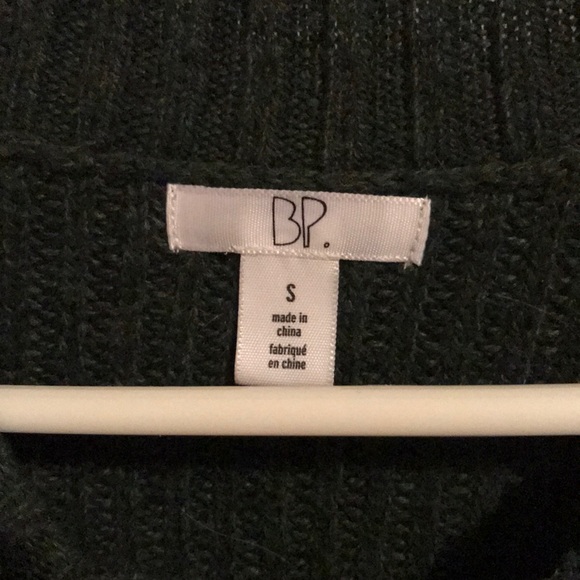 BP.
S
made in
china
fabriqué
en chine